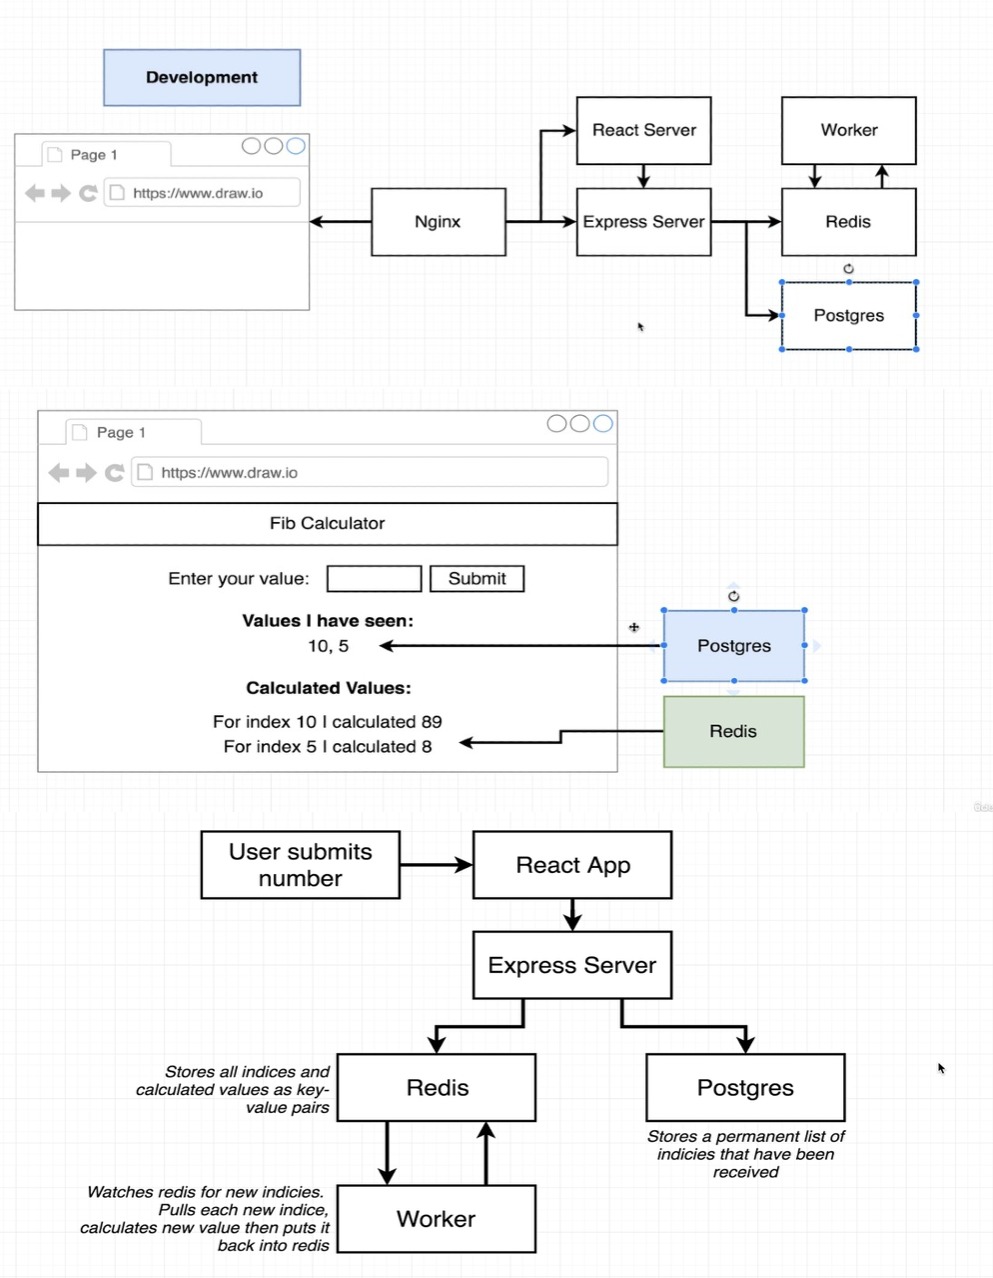 Development
Page 1
https://www.draw.io
Nginx
React Server
Express Server
Worker
Redis
Postgres
Page 1
https://www.draw.io
Fib Calculator
Enter your value:
Submit
Values I have seen:
10, 5
Calculated Values:
For index 10 I calculated 89
For index 5 I calculated 8
Postgres
Redis
User submits
number
React App
Express Server
Stores all indices and
calculated values as key-
value pairs
Redis
Postgres
Stores a permanent list of
indicies that have been
received
Watches redis for new indicies.
Pulls each new indice,
calculates new value then puts it
back into redis
Worker